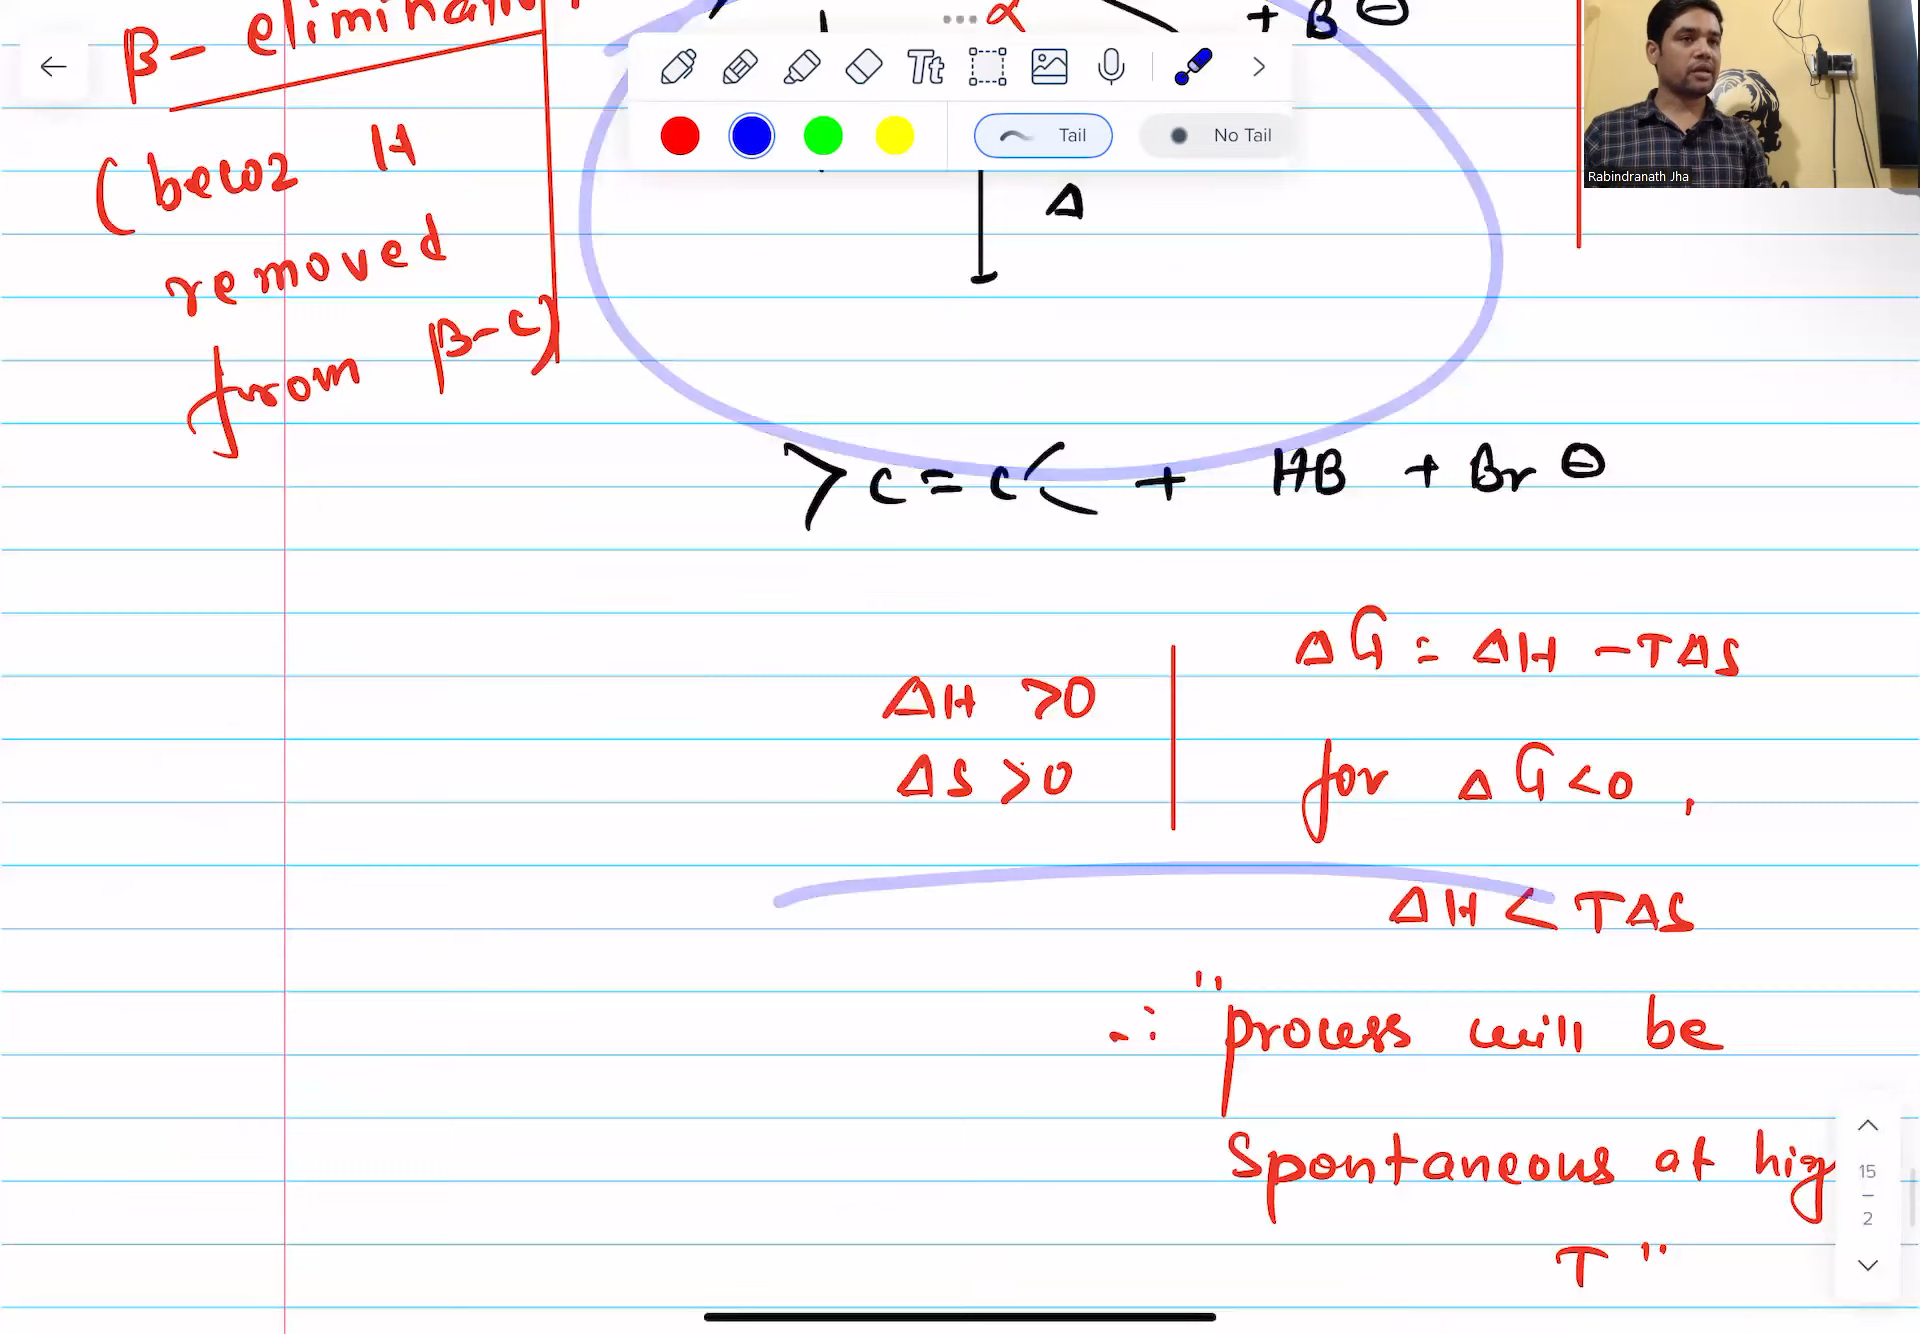 β- elimination
(becoz H
removed
from β-C)
α
+ B ⊖
Tt
Tail
No Tail
Rabindranath Jha
Δ
>C=C< + HB + Br ⊖
ΔH >0
ΔS >0
ΔG = ΔH -TΔS
for ΔG<0,
ΔH < TΔS
∴ "process will be
Spontaneous at hig
T"
15
2